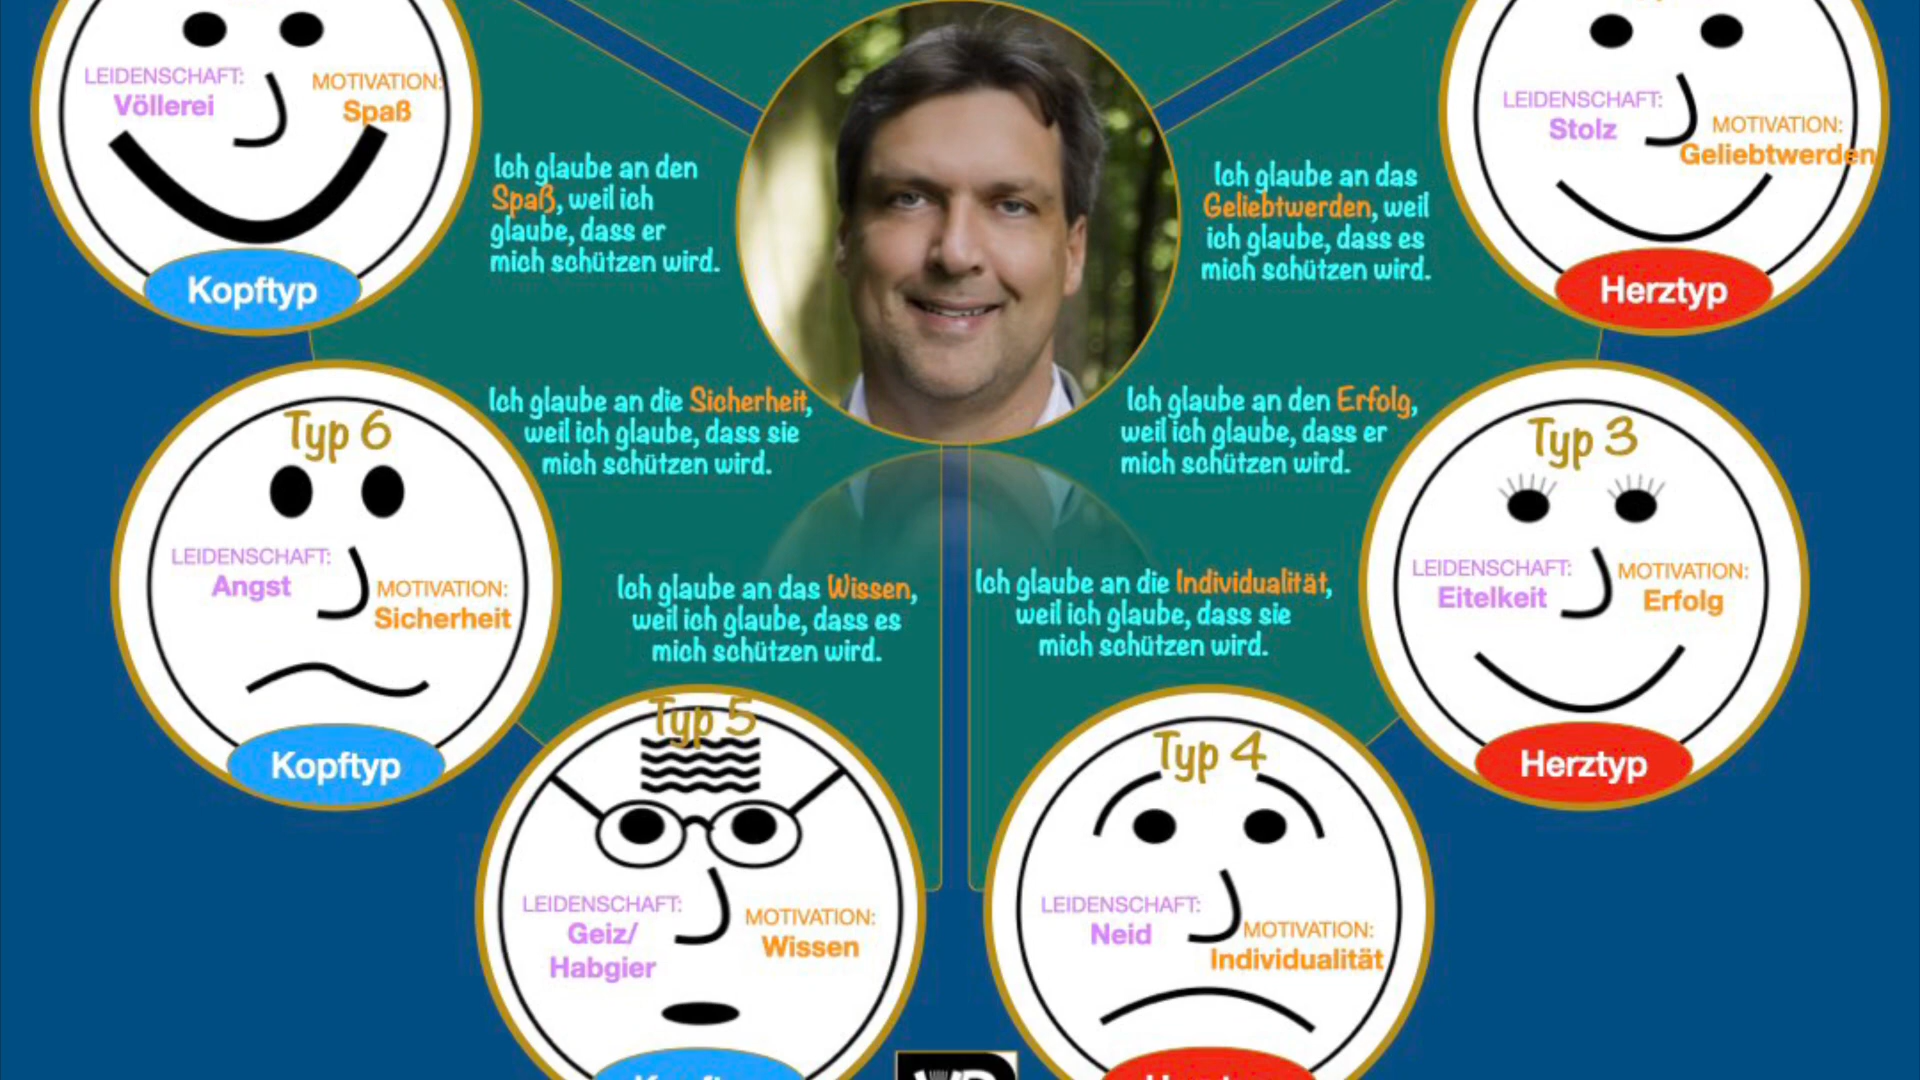 LEIDENSCHAFT:
Völlerei
MOTIVATION:
Spaß
Kopftyp
Ich glaube an den
Spaß, weil ich
glaube, dass er
mich schützen wird.
Ich glaube an das
Geliebtwerden, weil
ich glaube, dass es
mich schützen wird.
LEIDENSCHAFT:
Stolz
MOTIVATION:
Geliebtwerden
Herztyp
Typ 6
LEIDENSCHAFT:
Angst
MOTIVATION:
Sicherheit
Kopftyp
Ich glaube an die Sicherheit,
weil ich glaube, dass sie
mich schützen wird.
Ich glaube an den Erfolg,
weil ich glaube, dass er
mich schützen wird.
Typ 3
LEIDENSCHAFT:
Eitelkeit
MOTIVATION:
Erfolg
Herztyp
Ich glaube an das Wissen,
weil ich glaube, dass es
mich schützen wird.
Ich glaube an die Individualität,
weil ich glaube, dass sie
mich schützen wird.
Typ 5
LEIDENSCHAFT:
Geiz/
Habgier
MOTIVATION:
Wissen
Typ 4
LEIDENSCHAFT:
Neid
MOTIVATION:
Individualität